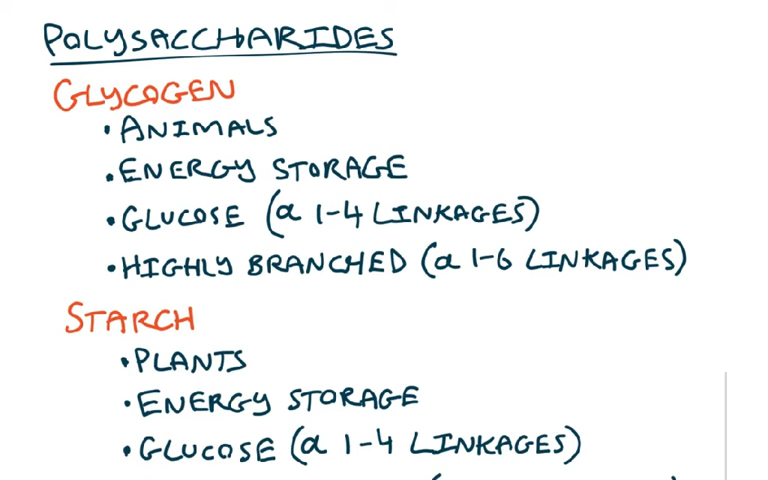 POLYSACCHARIDES
GLYCOGEN
• ANIMALS
• ENERGY STORAGE
• GLUCOSE (α 1-4 LINKAGES)
• HIGHLY BRANCHED (α 1-6 LINKAGES)
STARCH
• PLANTS
• ENERGY STORAGE
• GLUCOSE (α 1-4 LINKAGES)